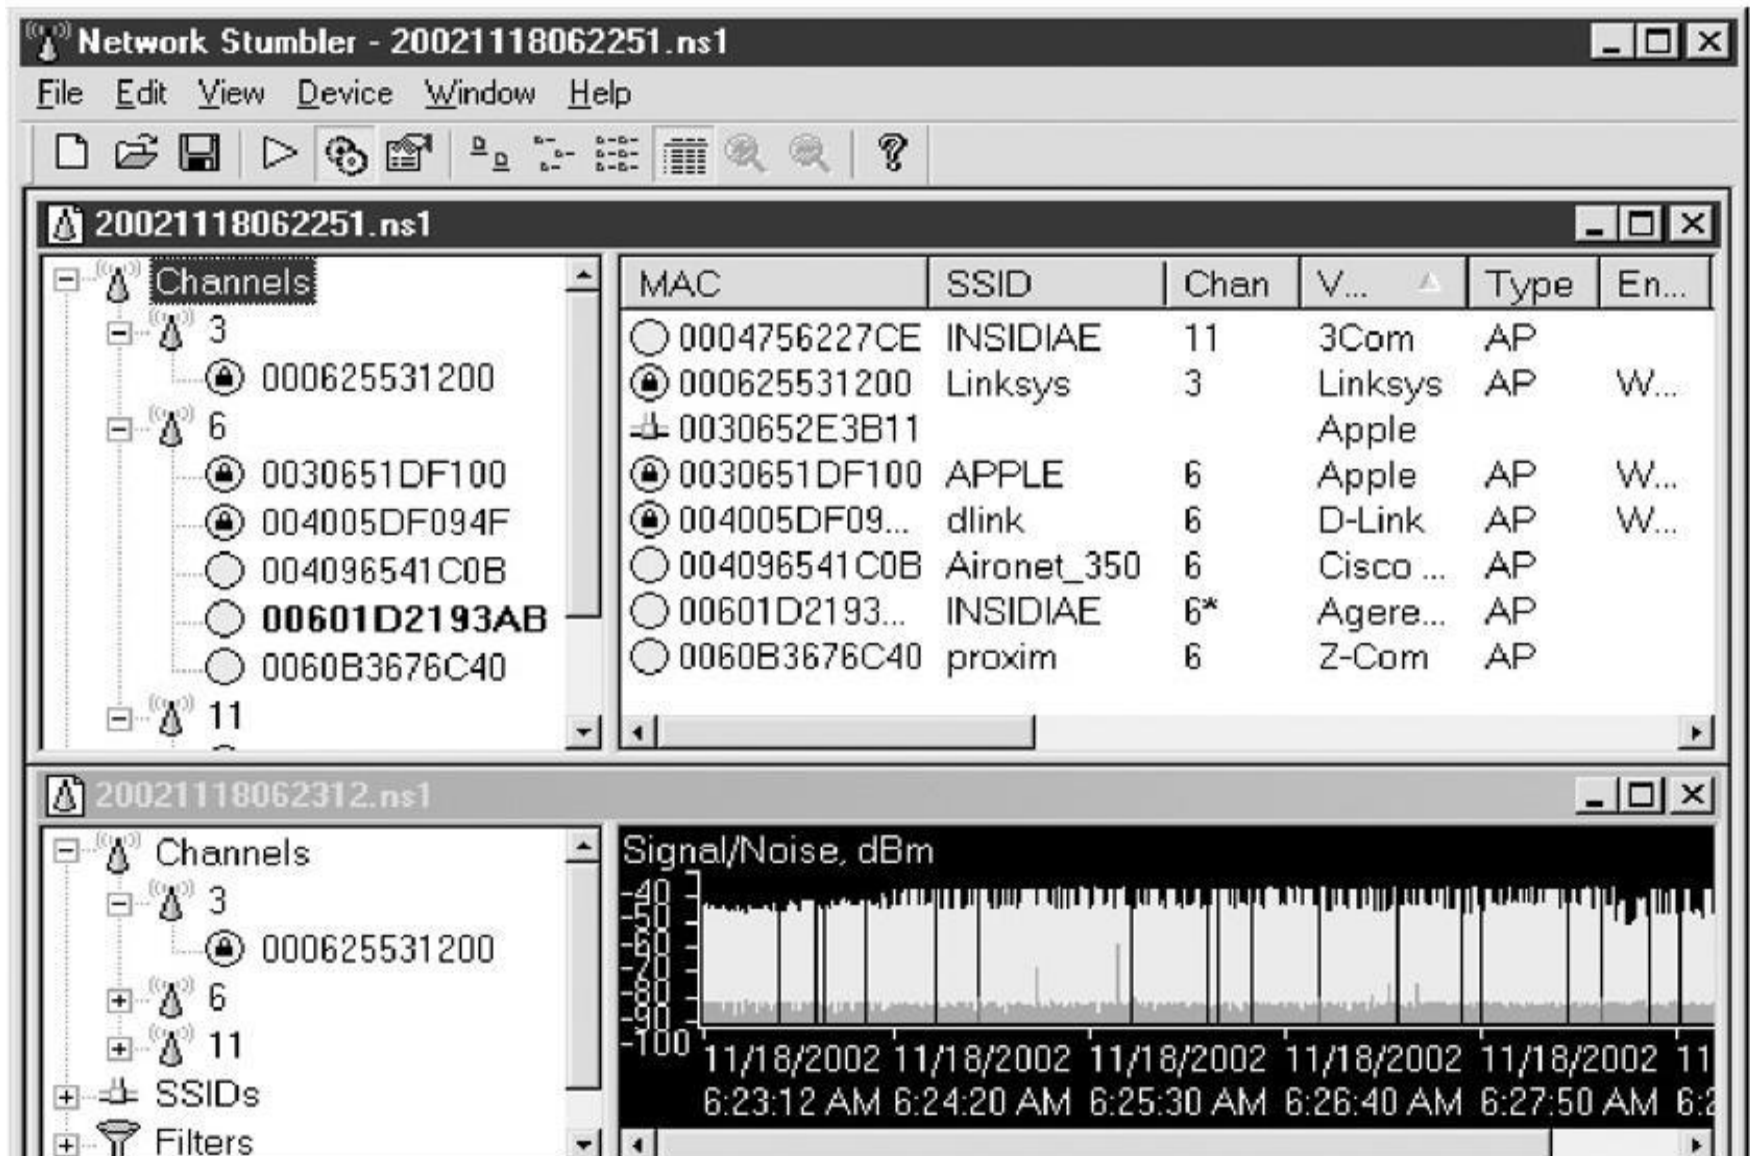 Network Stumbler - 20021118062251.ns1
File Edit View Device Window Help
20021118062251.ns1
Channels
3
000625531200
6
0030651DF100
004005DF094F
004096541C0B
00601D2193AB
0060B3676C40
11
MAC SSID Chan V... Type En...
0004756227CE INSIDIAE 11 3Com AP
000625531200 Linksys 3 Linksys AP W...
0030652E3B11 Apple
0030651DF100 APPLE 6 Apple AP W...
004005DF09... dlink 6 D-Link AP W...
004096541C0B Aironet_350 6 Cisco ... AP
00601D2193... INSIDIAE 6* Agere... AP
0060B3676C40 proxim 6 Z-Com AP
20021118062312.ns1
Channels
3
000625531200
6
11
SSIDs
Filters
Signal/Noise, dBm
-40
-50
-60
-70
-80
-90
-100
11/18/2002 11/18/2002 11/18/2002 11/18/2002 11/18/2002 11
6:23:12 AM 6:24:20 AM 6:25:30 AM 6:26:40 AM 6:27:50 AM 6:2